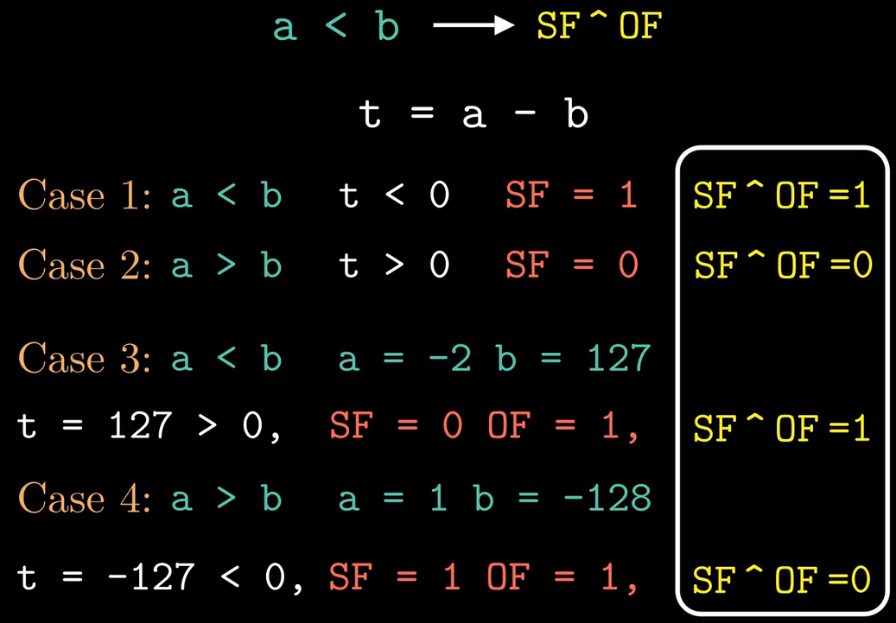 a < b ⟶ SF^OF
t = a - b
Case 1: a < b t < 0 SF = 1 SF^OF=1
Case 2: a > b t > 0 SF = 0 SF^OF=0
Case 3: a < b a = -2 b = 127
t = 127 > 0, SF = 0 OF = 1, SF^OF=1
Case 4: a > b a = 1 b = -128
t = -127 < 0, SF = 1 OF = 1, SF^OF=0